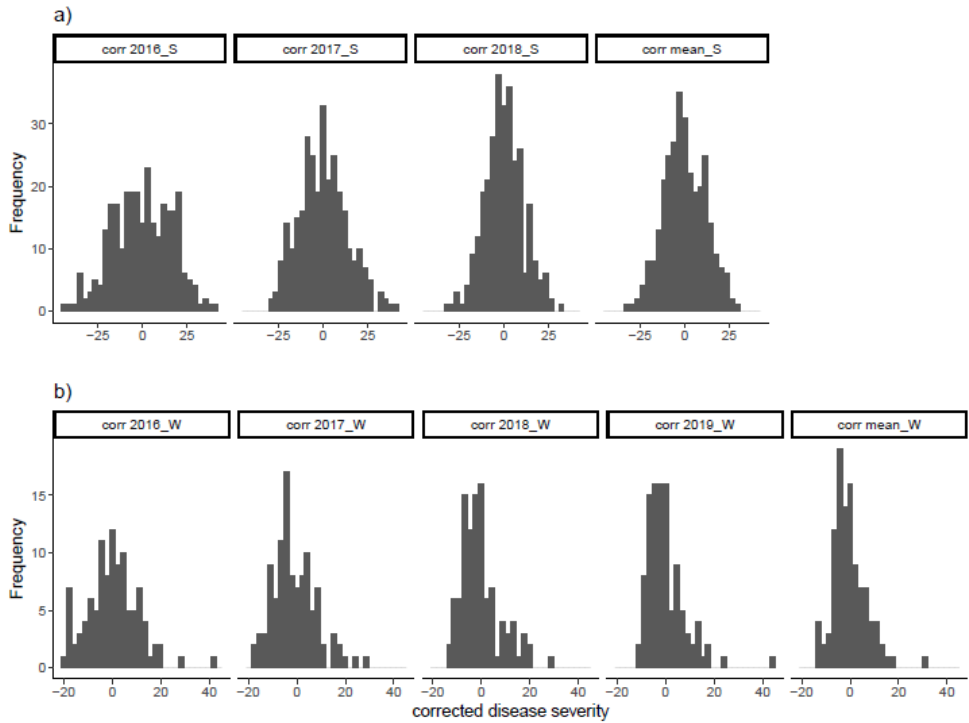 a)
corr 2016_S corr 2017_S corr 2018_S corr mean_S
Frequency
30
20
10
0
−25 0 25 −25 0 25 −25 0 25 −25 0 25
b)
corr 2016_W corr 2017_W corr 2018_W corr 2019_W corr mean_W
Frequency
15
10
5
0
−20 0 20 40 −20 0 20 40 −20 0 20 40 −20 0 20 40 −20 0 20 40
corrected disease severity